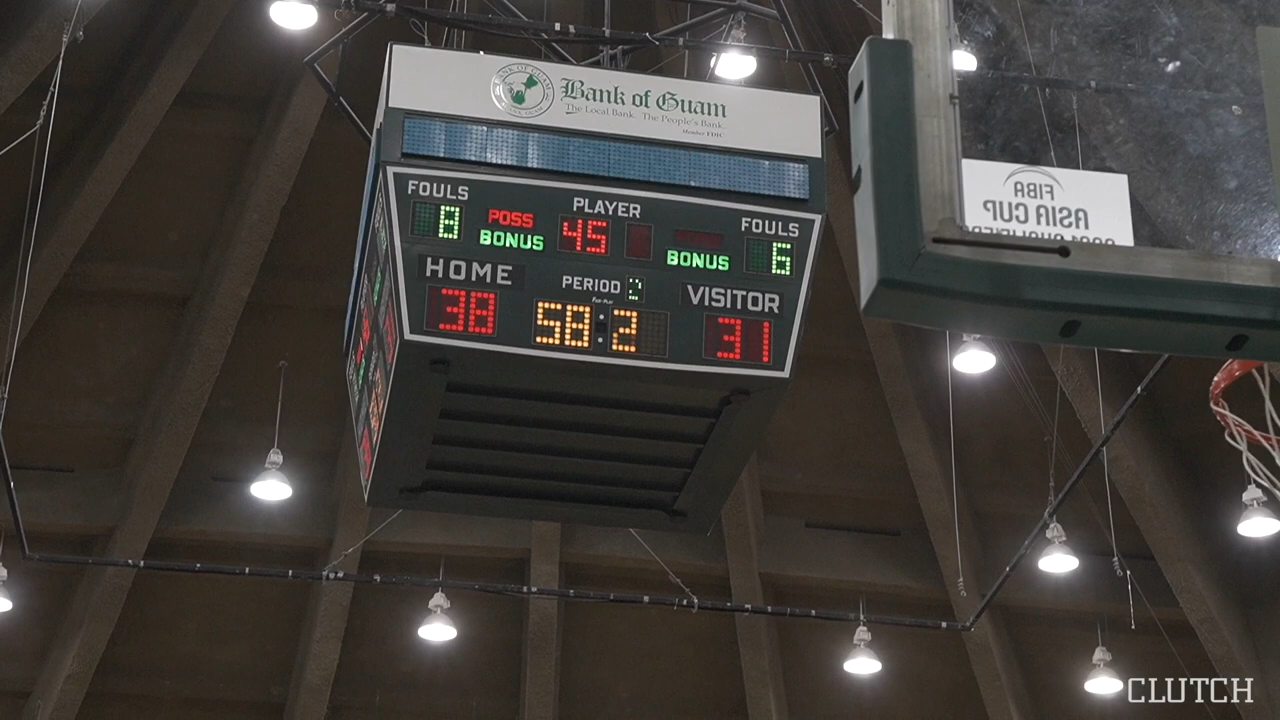 Bank of Guam
The Local Bank. The People's Bank.
Member FDIC
FOULS
8
POSS
BONUS
PLAYER
45
FOULS
6
BONUS
HOME
38
PERIOD 2
58:2
VISITOR
31
FIBA
ASIA CUP
CLUTCH